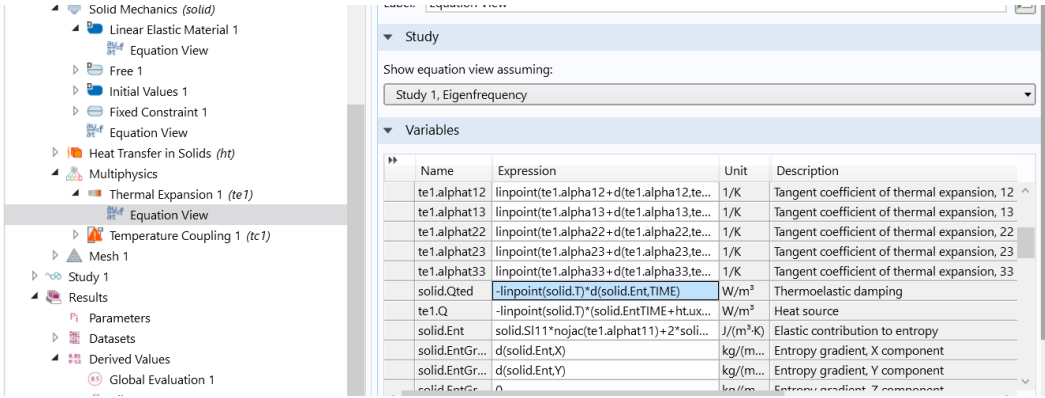 Solid Mechanics (solid)
Linear Elastic Material 1
Equation View
Free 1
Initial Values 1
Fixed Constraint 1
Equation View
Heat Transfer in Solids (ht)
Multiphysics
Thermal Expansion 1 (te1)
Equation View
Temperature Coupling 1 (tc1)
Mesh 1
Study 1
Results
Parameters
Datasets
Derived Values
Global Evaluation 1
Label: Equation View
Study
Show equation view assuming:
Study 1, Eigenfrequency
Variables
Name Expression Unit Description
te1.alphat12 linpoint(te1.alpha12+d(te1.alpha12,te... 1/K Tangent coefficient of thermal expansion, 12
te1.alphat13 linpoint(te1.alpha13+d(te1.alpha13,te... 1/K Tangent coefficient of thermal expansion, 13
te1.alphat22 linpoint(te1.alpha22+d(te1.alpha22,te... 1/K Tangent coefficient of thermal expansion, 22
te1.alphat23 linpoint(te1.alpha23+d(te1.alpha23,te... 1/K Tangent coefficient of thermal expansion, 23
te1.alphat33 linpoint(te1.alpha33+d(te1.alpha33,te... 1/K Tangent coefficient of thermal expansion, 33
solid.Qted -linpoint(solid.T)*d(solid.Ent,TIME) W/m³ Thermoelastic damping
te1.Q -linpoint(solid.T)*(solid.EntTIME+ht.ux... W/m³ Heat source
solid.Ent solid.Sl11*nojac(te1.alphat11)+2*soli... J/(m³·K) Elastic contribution to entropy
solid.EntGr... d(solid.Ent,X) kg/(m... Entropy gradient, X component
solid.EntGr... d(solid.Ent,Y) kg/(m... Entropy gradient, Y component
solid.EntGr... 0 kg/(m... Entropy gradient, Z component